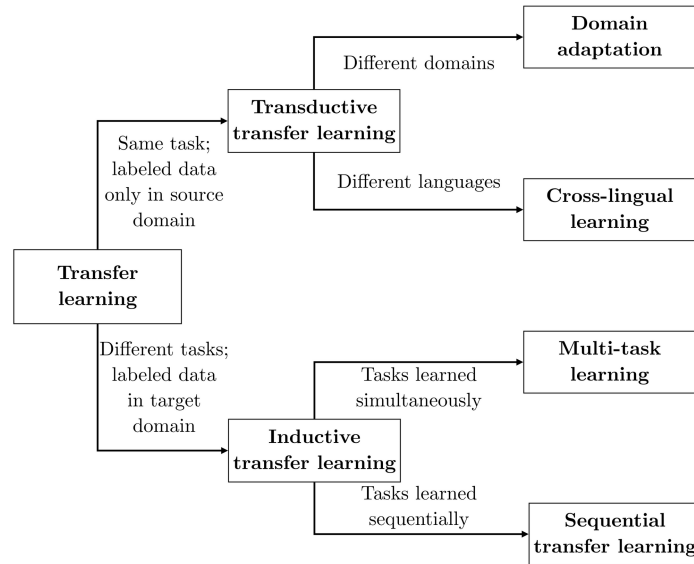 Domain
adaptation
Different domains
Transductive
transfer learning
Same task;
labeled data
only in source
domain
Different languages
Cross-lingual
learning
Transfer
learning
Different tasks;
labeled data
in target
domain
Multi-task
learning
Tasks learned
simultaneously
Inductive
transfer learning
Tasks learned
sequentially
Sequential
transfer learning